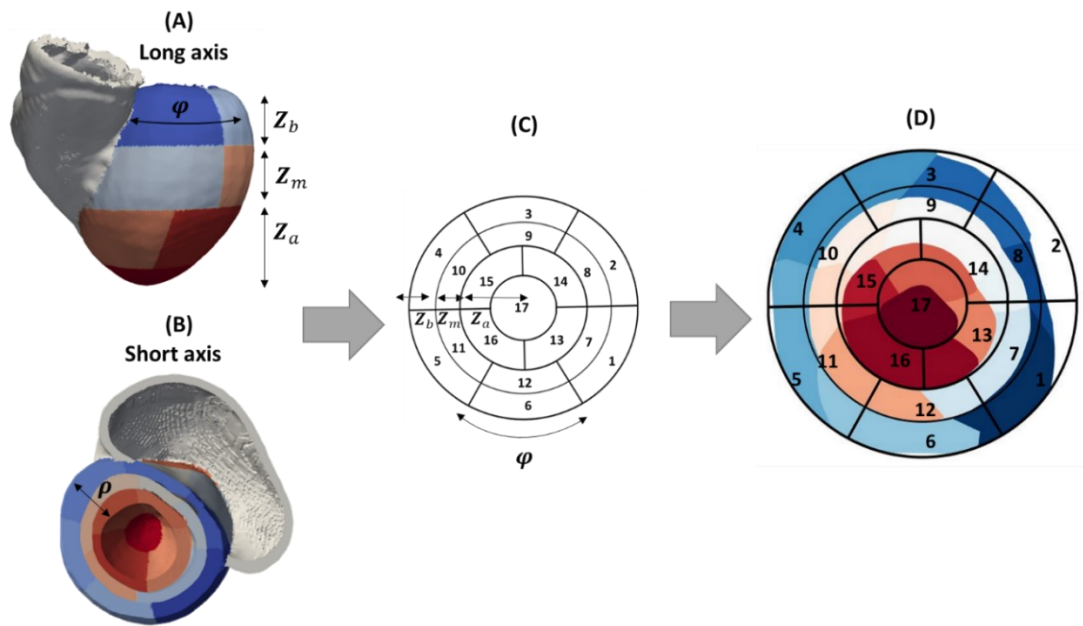 (A)
Long axis
φ
Z_b
Z_m
Z_a
(B)
Short axis
ρ
(C)
3
9
4
2
10
15
14
8
17
Z_b Z_m Z_a
11
16
13
7
5
1
12
6
φ
(D)
3
9
4
2
8
10
14
15
17
13
7
11
16
5
1
12
6